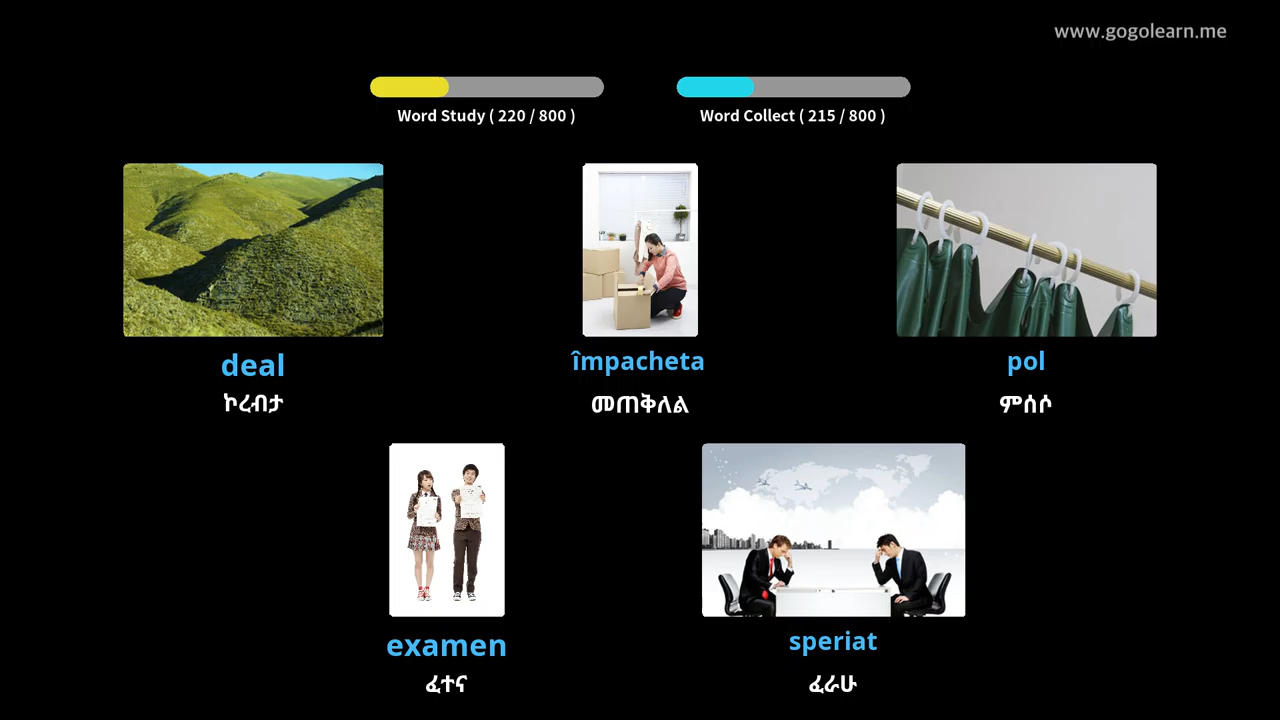 www.gogolearn.me
Word Study ( 220 / 800 )
Word Collect ( 215 / 800 )
deal
ኮረብታ
împacheta
መጠቅለል
pol
ምሰሶ
examen
ፈተና
speriat
ፈራሁ